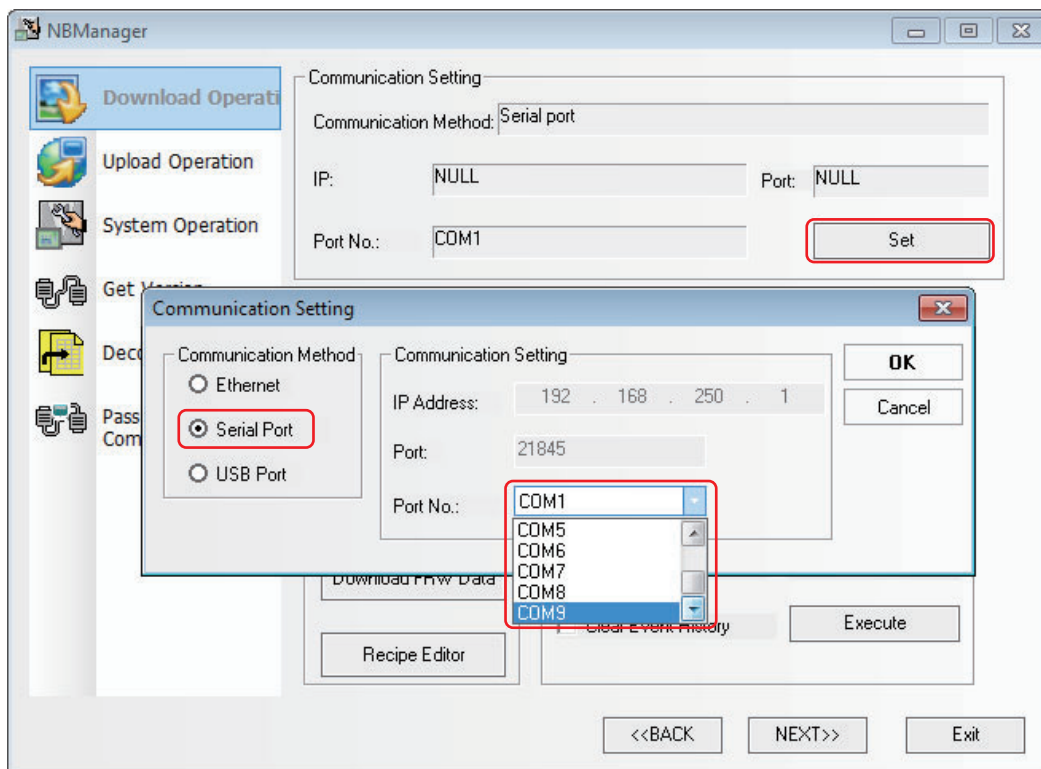 NBManager
Download Operati
Upload Operation
System Operation
Get
Communication Setting
Communication Method: Serial port
IP: NULL Port: NULL
Port No.: COM1 Set
Communication Setting
Communication Method
Ethernet
Serial Port
USB Port
Communication Setting
IP Address: 192 . 168 . 250 . 1
Port: 21845
Port No.: COM1
COM5
COM6
COM7
COM8
COM9
OK
Cancel
Pass
Com
Download PRW Data
Clear Event History Execute
Recipe Editor
<<BACK NEXT>> Exit